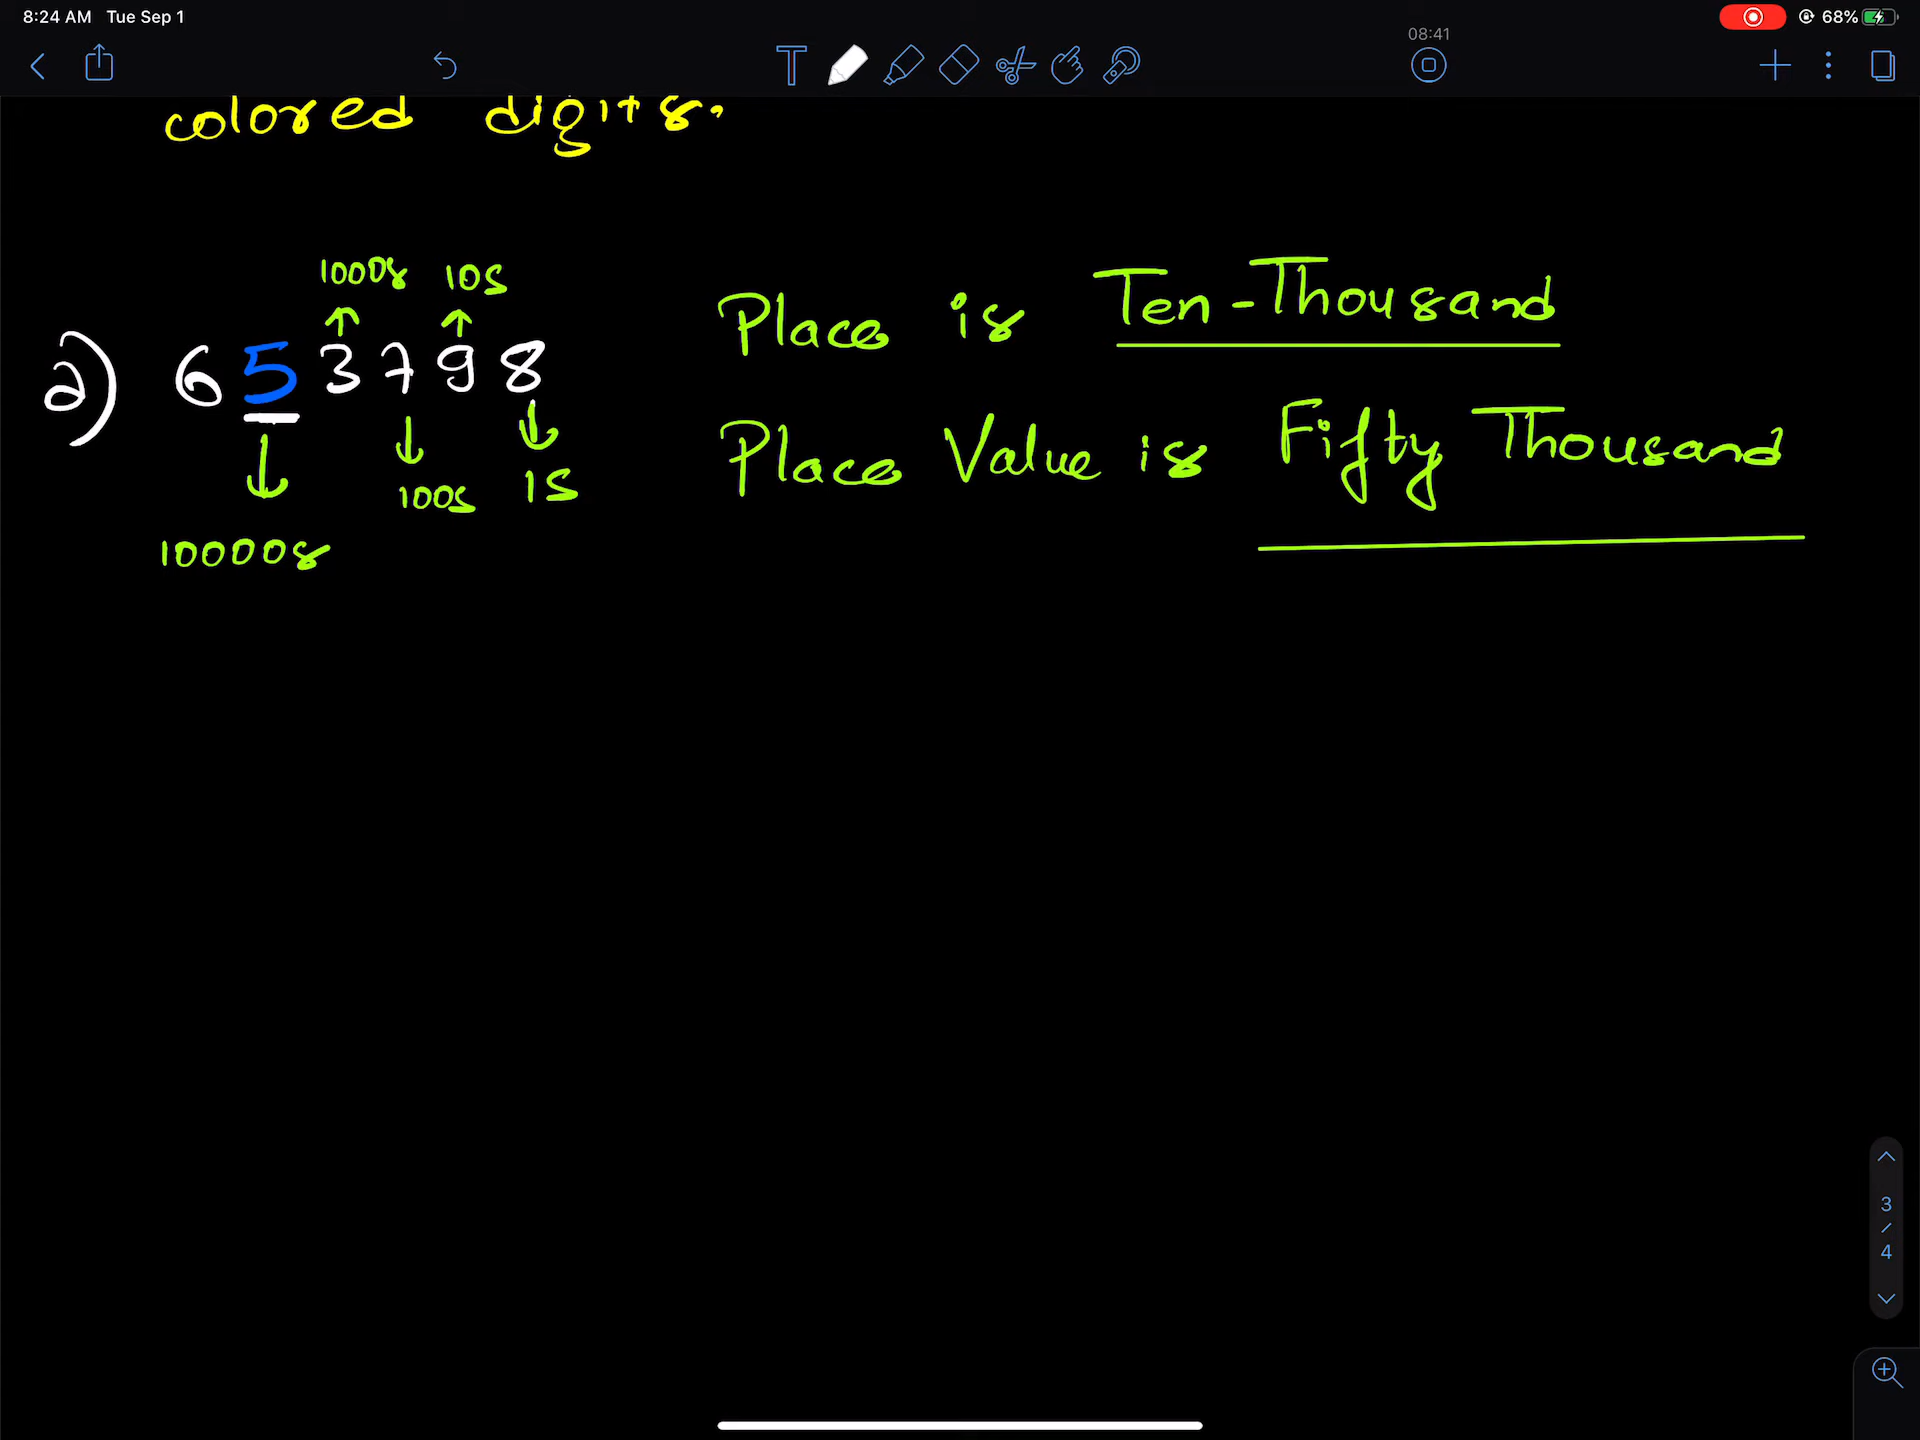 8:24 AM Tue Sep 1
68%
08:41
T
colored digits.
1000s 10s
a) 653798
100s 1s
10000s
Place is Ten-Thousand
Place Value is Fifty Thousand
3
/
4